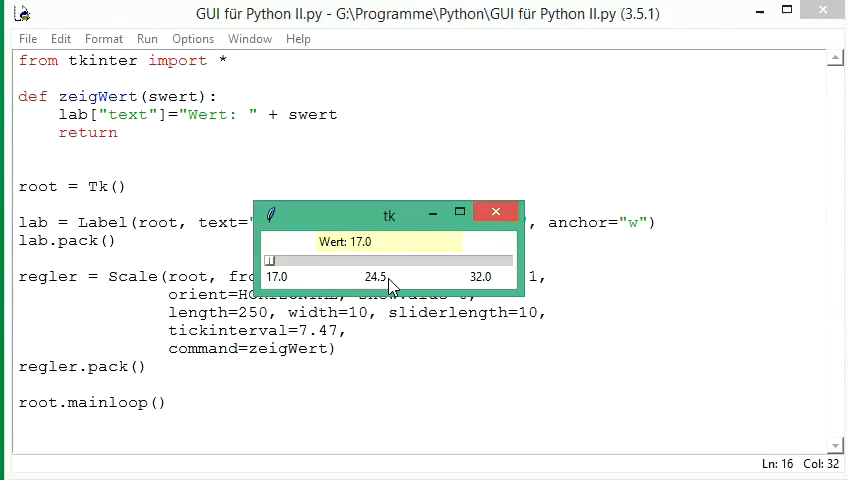 GUI für Python II.py - G:\Programme\Python\GUI für Python II.py (3.5.1)
File Edit Format Run Options Window Help
from tkinter import *
def zeigWert(swert):
lab["text"]="Wert: " + swert
return
root = Tk()
tk
lab = Label(root, text=" ", anchor="w")
lab.pack()
Wert: 17.0
regler = Scale(root, 1,
17.0 24.5 32.0
length=250, width=10, sliderlength=10,
tickinterval=7.47,
command=zeigWert)
regler.pack()
root.mainloop()
Ln: 16 Col: 32